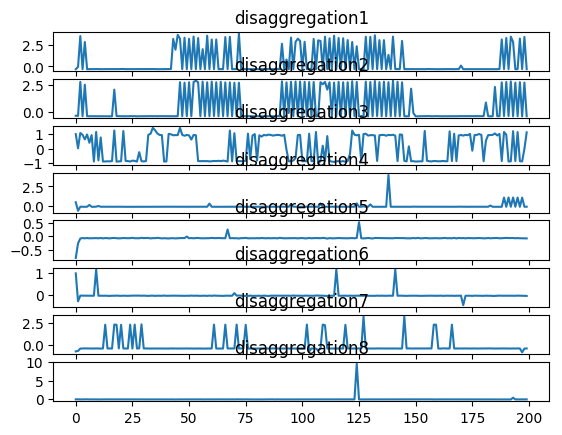 disaggregation1
2.5
0.0
disaggregation2
2.5
0.0
disaggregation3
1
0
−1
disaggregation4
2.5
0.0
disaggregation5
0.5
0.0
−0.5
disaggregation6
1
0
disaggregation7
2.5
0.0
disaggregation8
10
5
0
0 25 50 75 100 125 150 175 200